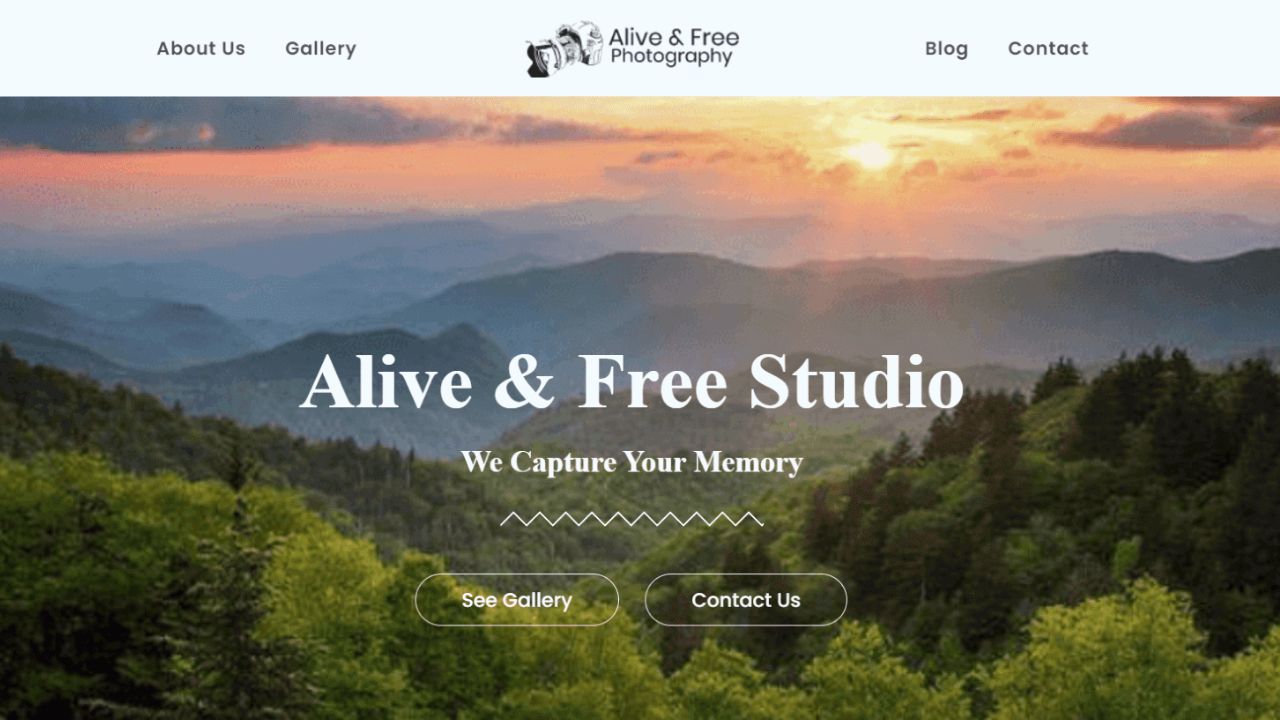 About Us
Gallery
Alive & Free
Photography
Blog
Contact
Alive & Free Studio
We Capture Your Memory
See Gallery
Contact Us